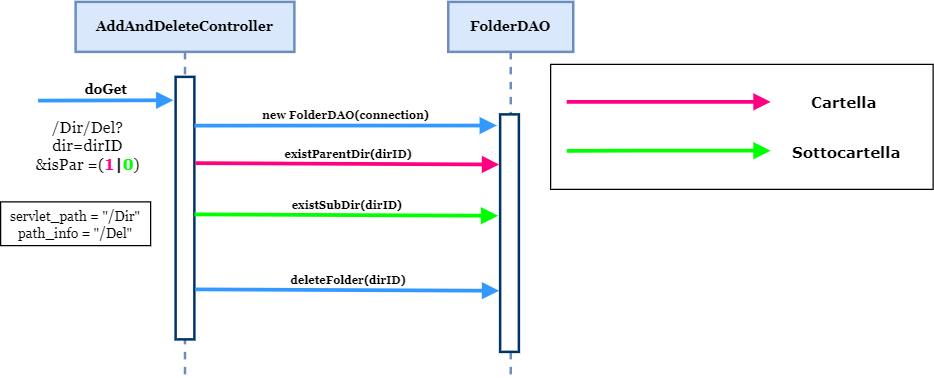 AddAndDeleteController
FolderDAO
doGet
/Dir/Del?
dir=dirID
&isPar =(1|0)
servlet_path = "/Dir"
path_info = "/Del"
new FolderDAO(connection)
existParentDir(dirID)
existSubDir(dirID)
deleteFolder(dirID)
Cartella
Sottocartella